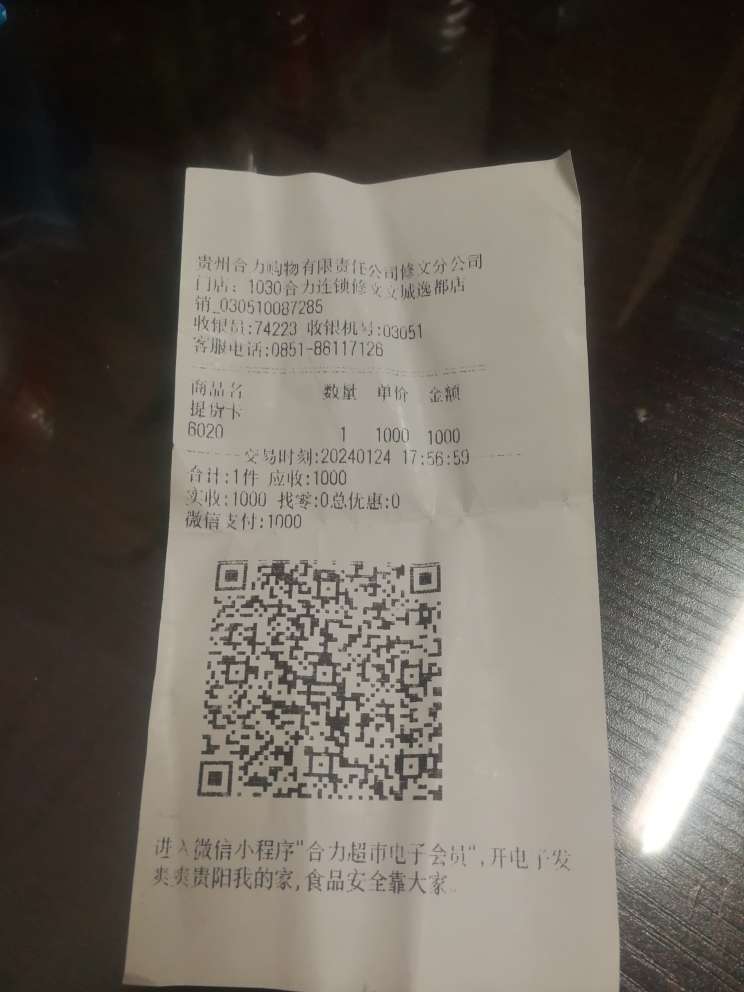 贵州合力购物有限责任公司修文分公司
门店: 1030合力连锁修文文城逸都店
销_030510087285
收银员:74223 收银机号:03051
客服电话:0851-86117126
商品名 数量 单价 金额
提货卡
6020 1 1000 1000
------交易时刻:20240124 17:56:59-----
合计:1件 应收:1000
实收:1000 找零:0总优惠:0
微信支付:1000
进入微信小程序"合力超市电子会员",开电子发
爽爽贵阳我的家,食品安全靠大家